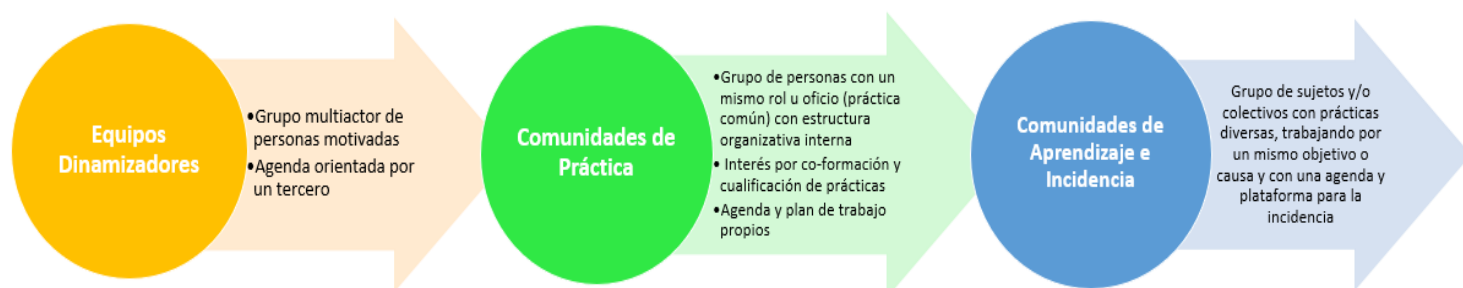 Equipos
Dinamizadores
•Grupo multiactor de
personas motivadas
•Agenda orientada por
un tercero
Comunidades de
Práctica
•Grupo de personas con un
mismo rol u oficio (práctica
común) con estructura
organizativa interna
• Interés por co-formación y
cualificación de prácticas
•Agenda y plan de trabajo
propios
Comunidades de
Aprendizaje e
Incidencia
Grupo de sujetos y/o
colectivos con prácticas
diversas, trabajando por
un mismo objetivo o
causa y con una agenda y
plataforma para la
incidencia